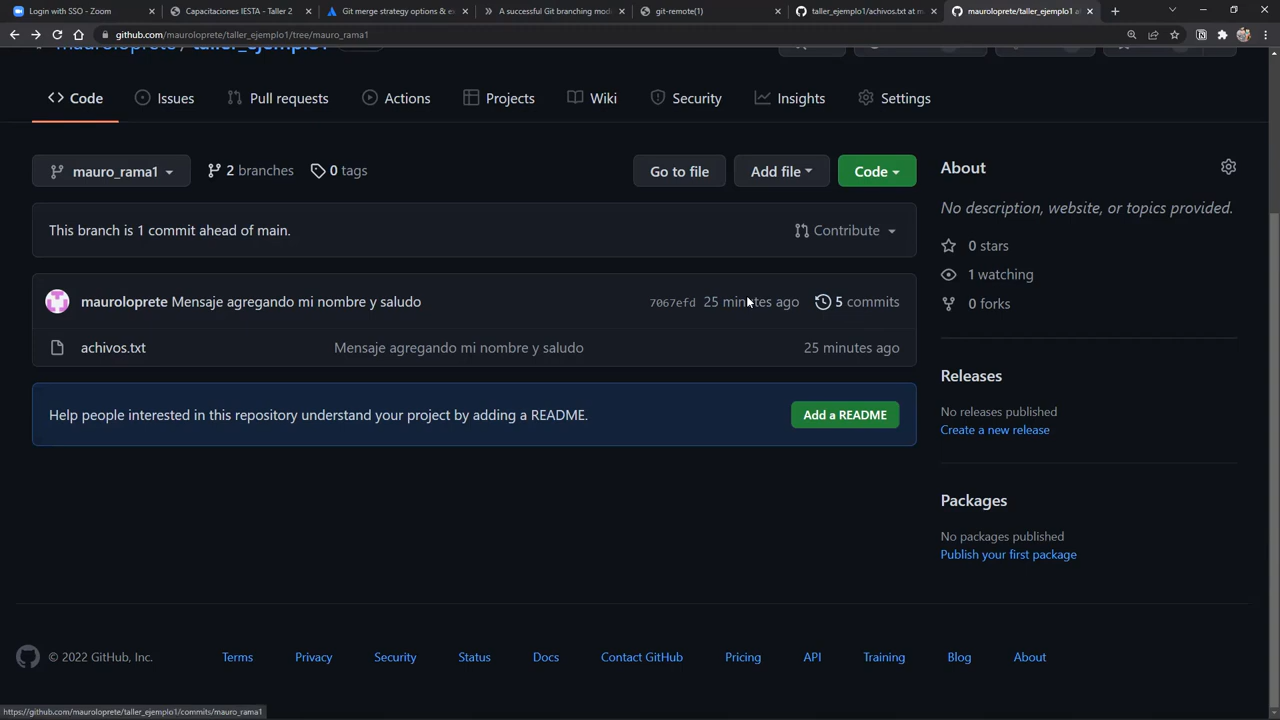 Login with SSO - Zoom
Capacitaciones IESTA - Taller 2
Git merge strategy options & ex
A successful Git branching mod
git-remote(1)
taller_ejemplo1/achivos.txt at m
mauroloprete/taller_ejemplo1 a
github.com/mauroloprete/taller_ejemplo1/tree/mauro_rama1
mauroloprete / taller_ejemplo1
Code
Issues
Pull requests
Actions
Projects
Wiki
Security
Insights
Settings
mauro_rama1
2 branches
0 tags
Go to file
Add file
Code
This branch is 1 commit ahead of main.
Contribute
mauroloprete Mensaje agregando mi nombre y saludo
7067efd 25 minutes ago
5 commits
achivos.txt
Mensaje agregando mi nombre y saludo
25 minutes ago
Help people interested in this repository understand your project by adding a README.
Add a README
About
No description, website, or topics provided.
0 stars
1 watching
0 forks
Releases
No releases published
Create a new release
Packages
No packages published
Publish your first package
© 2022 GitHub, Inc.
Terms
Privacy
Security
Status
Docs
Contact GitHub
Pricing
API
Training
Blog
About
https://github.com/mauroloprete/taller_ejemplo1/commits/mauro_rama1